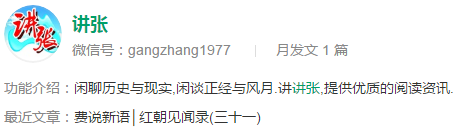 讲张
讲张
微信号：gangzhang1977 | 月发文 1 篇
功能介绍：闲聊历史与现实,闲谈正经与风月.讲讲张,提供优质的阅读资讯.
最近文章：费说新语│红朝见闻录(三十一)